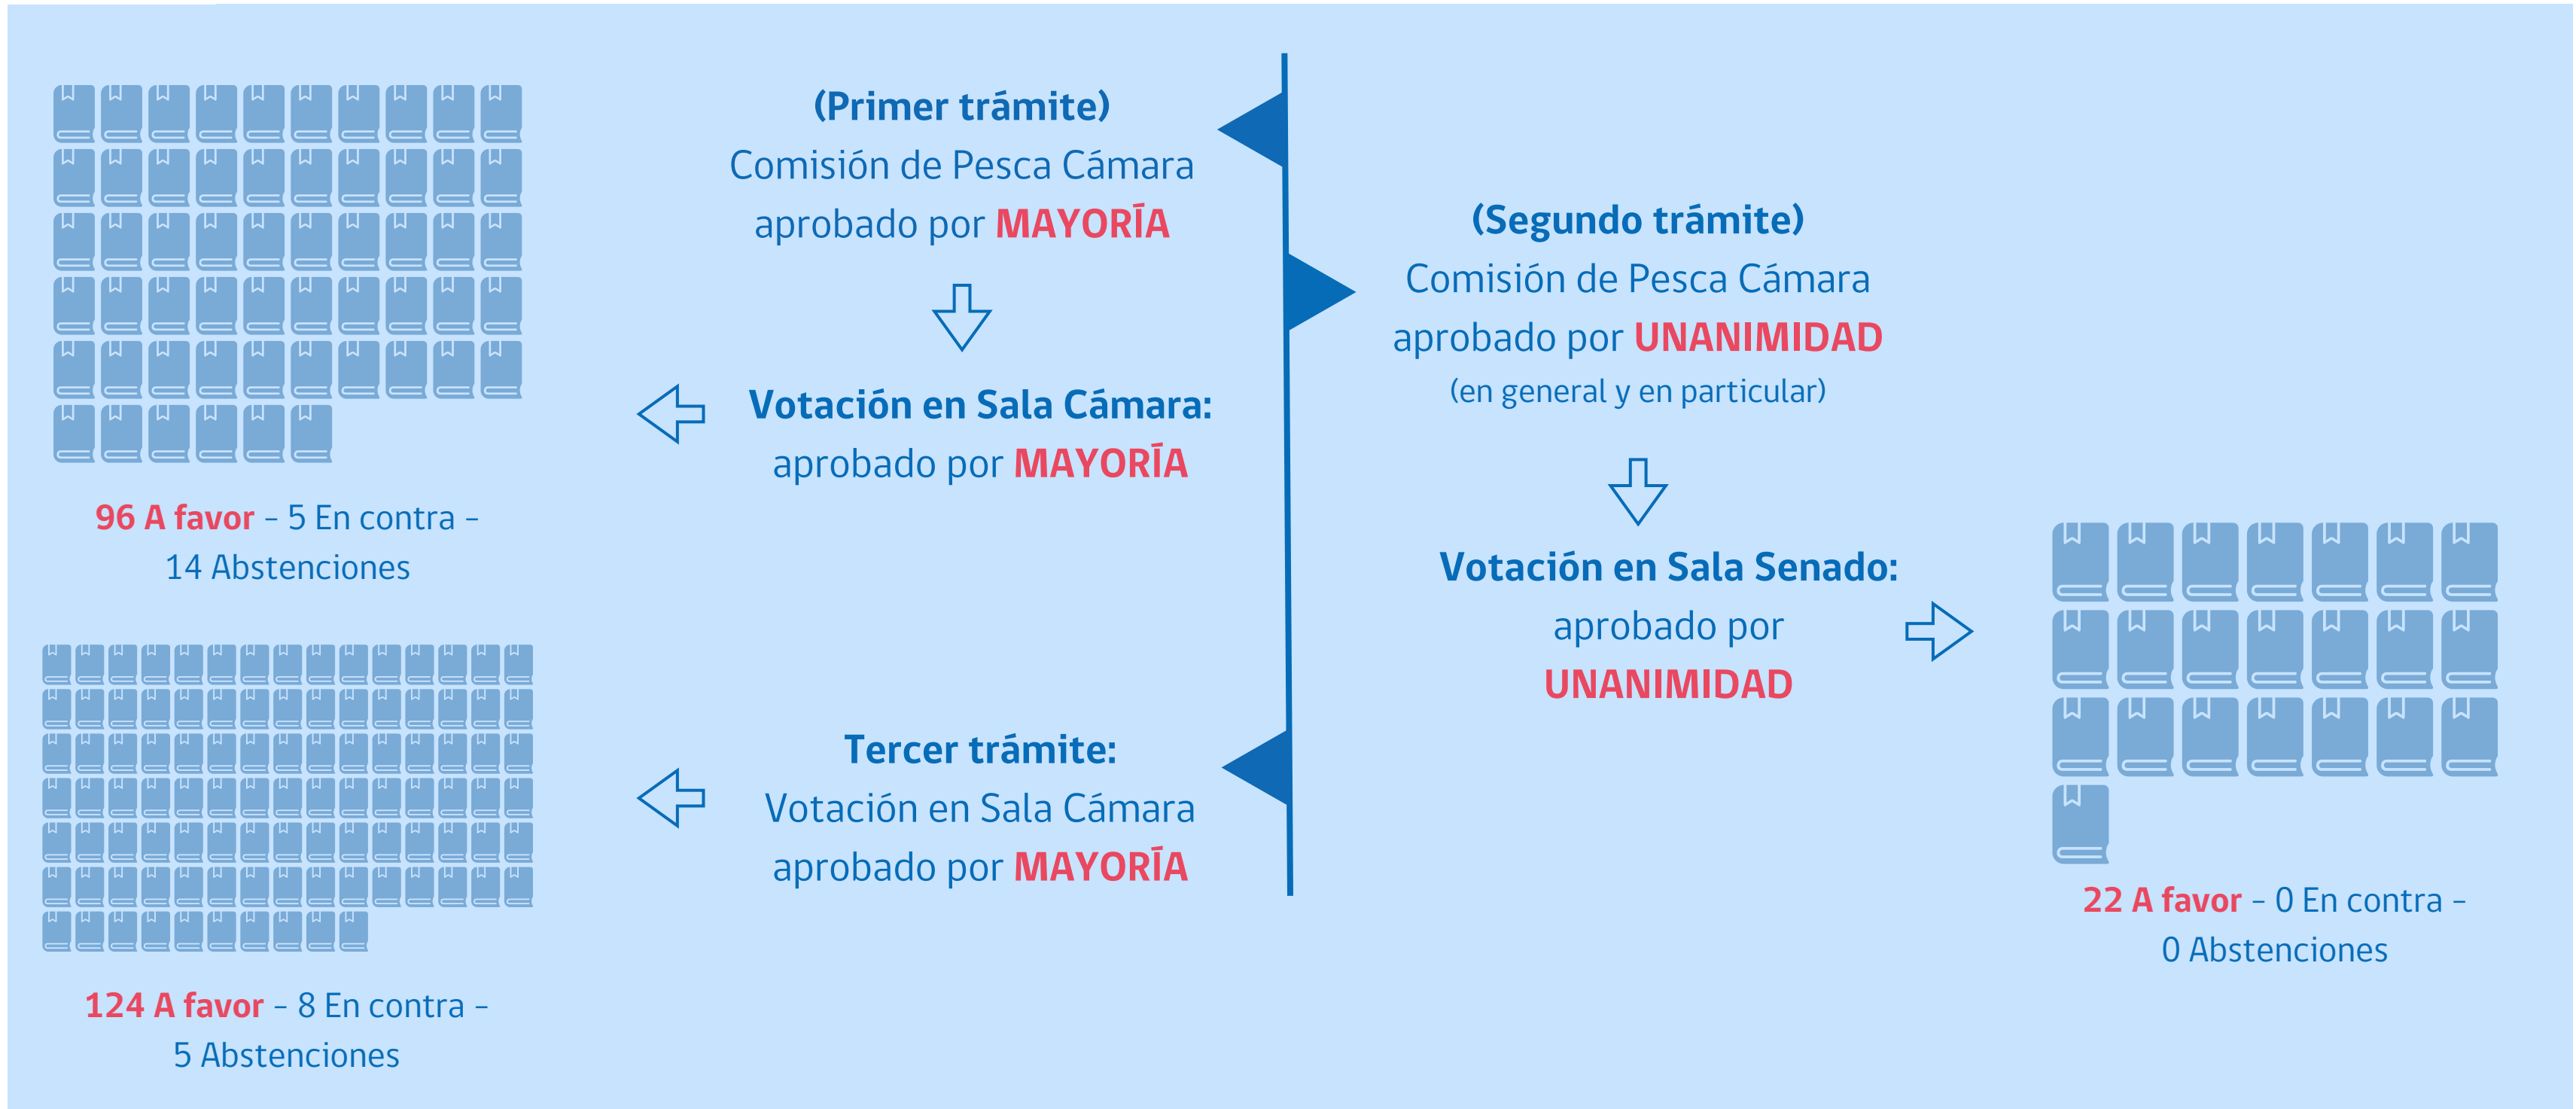 (Primer trámite)
Comisión de Pesca Cámara
aprobado por MAYORÍA
Votación en Sala Cámara:
aprobado por MAYORÍA
96 A favor - 5 En contra -
14 Abstenciones
(Segundo trámite)
Comisión de Pesca Cámara
aprobado por UNANIMIDAD
(en general y en particular)
Votación en Sala Senado:
aprobado por
UNANIMIDAD
22 A favor - 0 En contra -
0 Abstenciones
Tercer trámite:
Votación en Sala Cámara
aprobado por MAYORÍA
124 A favor - 8 En contra -
5 Abstenciones